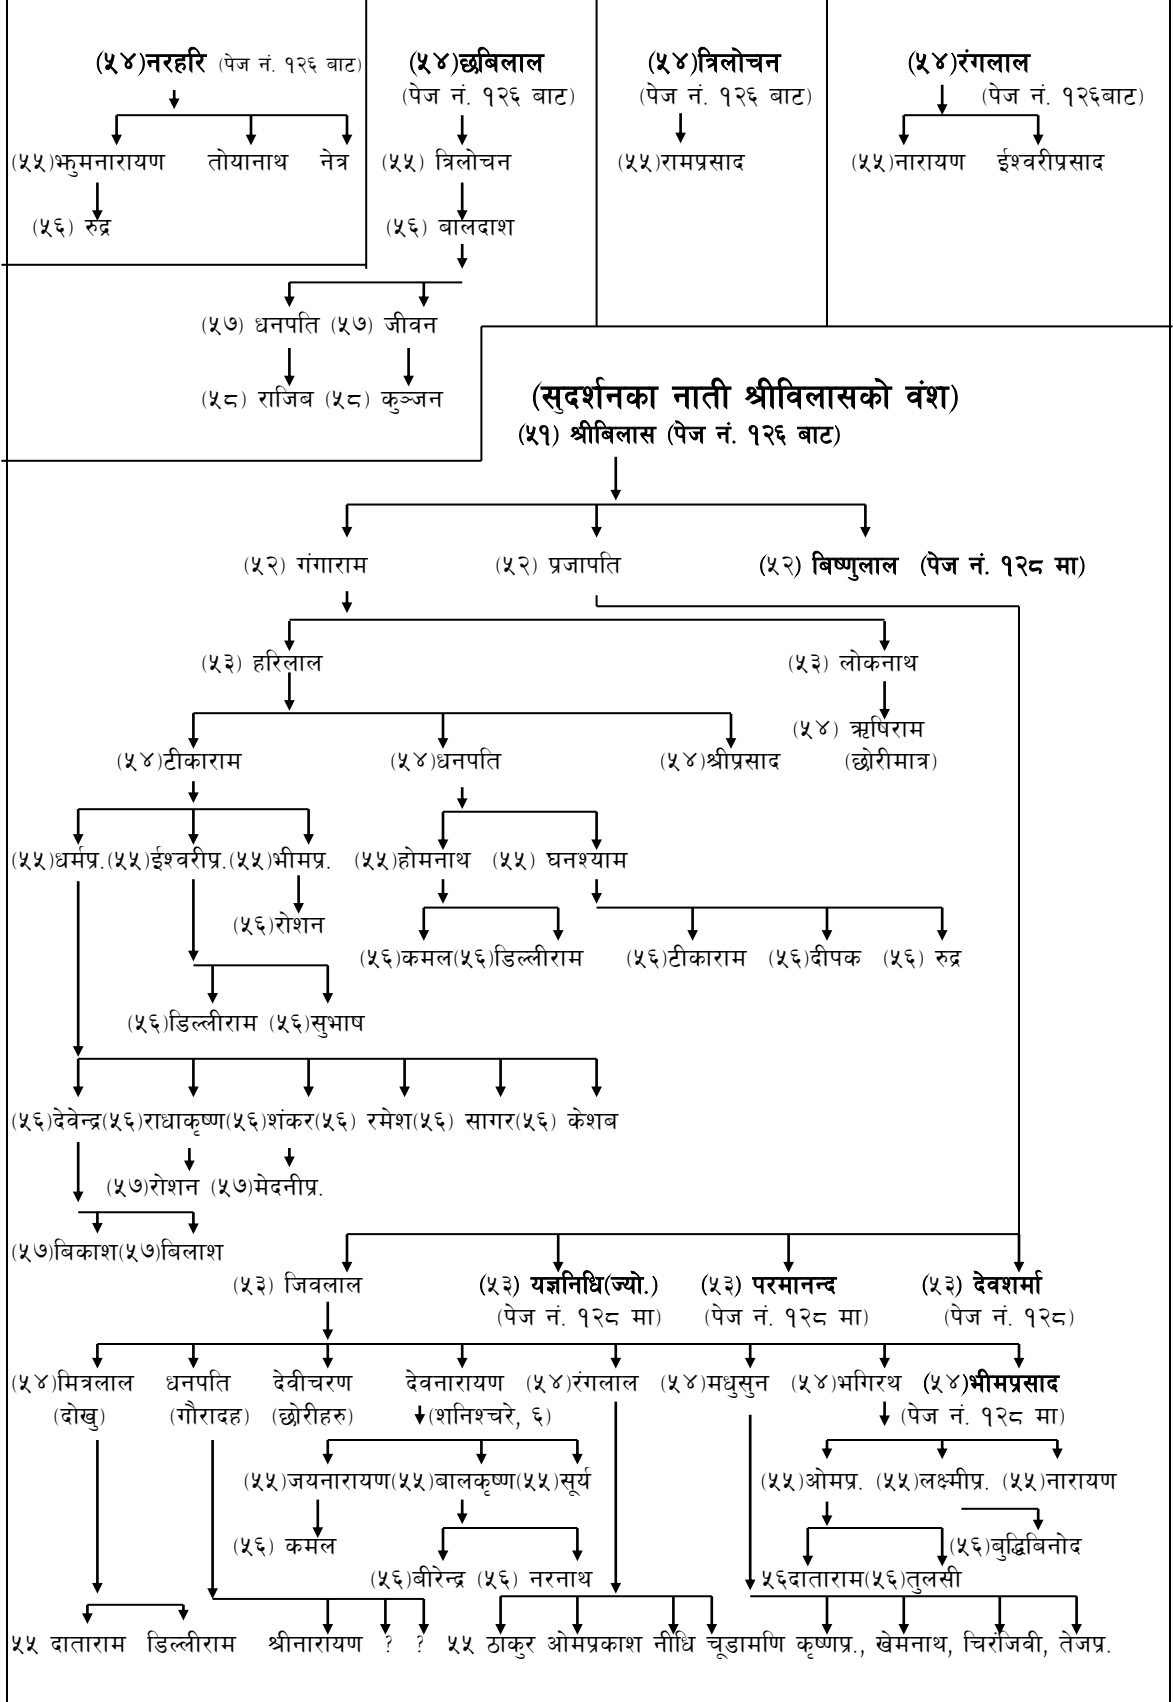 (५४)नरहरि (पेज नं. १२६ बाट) (५४)छबिलाल (५४)त्रिलोचन (५४)रंगलाल
(पेज नं. १२६ बाट) (पेज नं. १२६ बाट) (पेज नं. १२६बाट)
(५५)झुमनारायण तोयानाथ नेत्र (५५) त्रिलोचन (५५)रामप्रसाद (५५)नारायण ईश्वरीप्रसाद
(५६) रुद्र (५६) बालदाश
(५७) धनपति (५७) जीवन
(५८) राजिब (५८) कुञ्जन
(सुदर्शनका नाती श्रीविलासको वंश)
(५१) श्रीबिलास (पेज नं. १२६ बाट)
(५२) गंगाराम (५२) प्रजापति (५२) बिष्णुलाल (पेज नं. १२८ मा)
(५३) हरिलाल (५३) लोकनाथ
(५४) ऋषिराम
(५४)टीकाराम (५४)धनपति (५४)श्रीप्रसाद (छोरीमात्र)
(५५)धर्मप्र.(५५)ईश्वरीप्र.(५५)भीमप्र. (५५)होमनाथ (५५) घनश्याम
(५६)रोशन
(५६)कमल(५६)डिल्लीराम (५६)टीकाराम (५६)दीपक (५६) रुद्र
(५६)डिल्लीराम (५६)सुभाष
(५६)देवेन्द्र(५६)राधाकृष्ण(५६)शंकर(५६) रमेश(५६) सागर(५६) केशब
(५७)रोशन (५७)मेदनीप्र.
(५७)बिकाश(५७)बिलाश
(५३) जिवलाल (५३) यज्ञनिधि(ज्यो.) (५३) परमानन्द (५३) देवशर्मा
(पेज नं. १२८ मा) (पेज नं. १२८ मा) (पेज नं. १२८)
(५४)मित्रलाल धनपति देवीचरण देवनारायण (५४)रंगलाल (५४)मधुसुन (५४)भगिरथ (५४)भीमप्रसाद
(दोखु) (गौरादह) (छोरीहरु) (शनिश्चरे, ६) (पेज नं. १२८ मा)
(५५)जयनारायण(५५)बालकृष्ण(५५)सूर्य (५५)ओमप्र. (५५)लक्ष्मीप्र. (५५)नारायण
(५६) कमल (५६)बुद्धिबिनोद
(५६)बीरेन्द्र (५६) नरनाथ ५६दाताराम(५६)तुलसी
५५ दाताराम डिल्लीराम श्रीनारायण ? ? ५५ ठाकुर ओमप्रकाश नीधि चूडामणि कृष्णप्र., खेमनाथ, चिरंजिवी, तेजप्र.